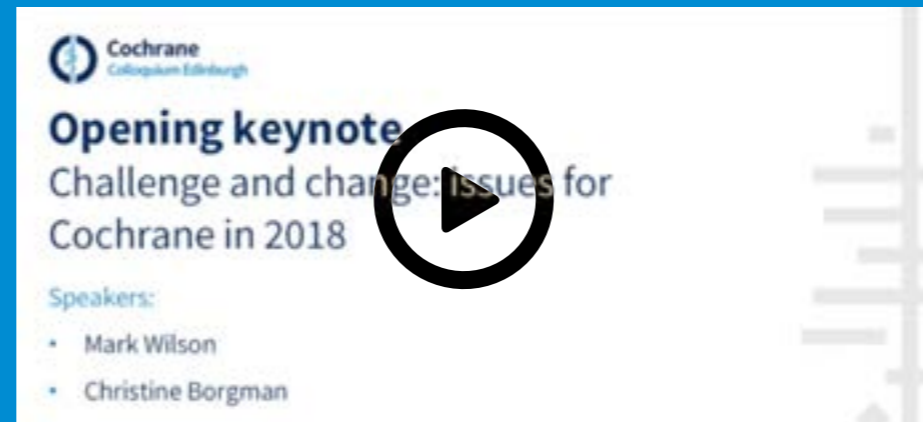 Cochrane
Colloquium Edinburgh
Opening keynote
Challenge and change: issues for
Cochrane in 2018
Speakers:
• Mark Wilson
• Christine Borgman